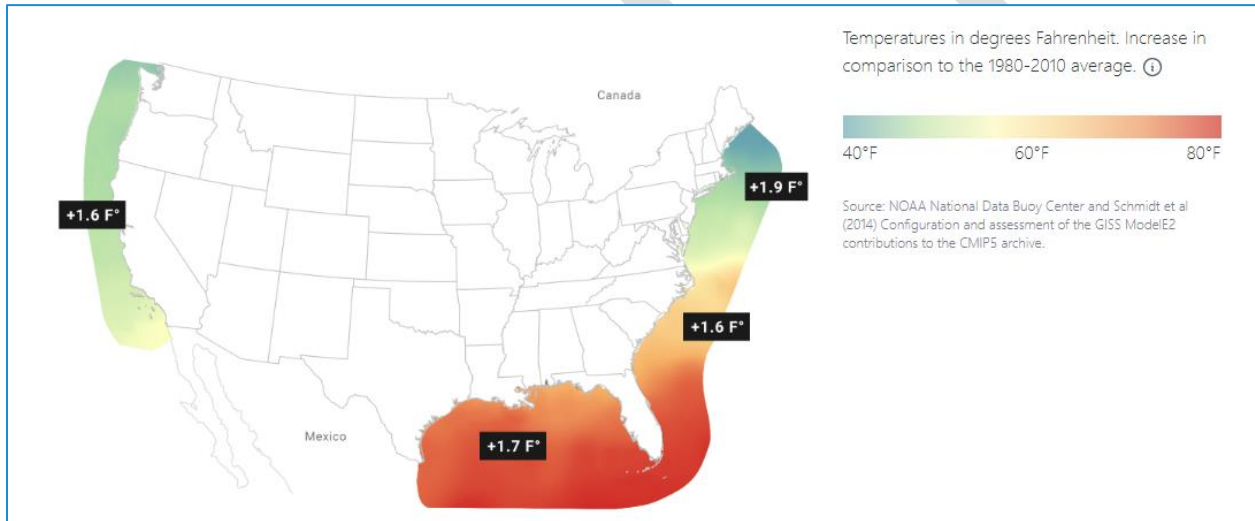 Temperatures in degrees Fahrenheit. Increase in
comparison to the 1980-2010 average. ⓘ
Canada
40°F 60°F 80°F
+1.9 F°
+1.6 F°
Source: NOAA National Data Buoy Center and Schmidt et al
(2014) Configuration and assessment of the GISS ModelE2
contributions to the CMIP5 archive.
+1.6 F°
Mexico
+1.7 F°